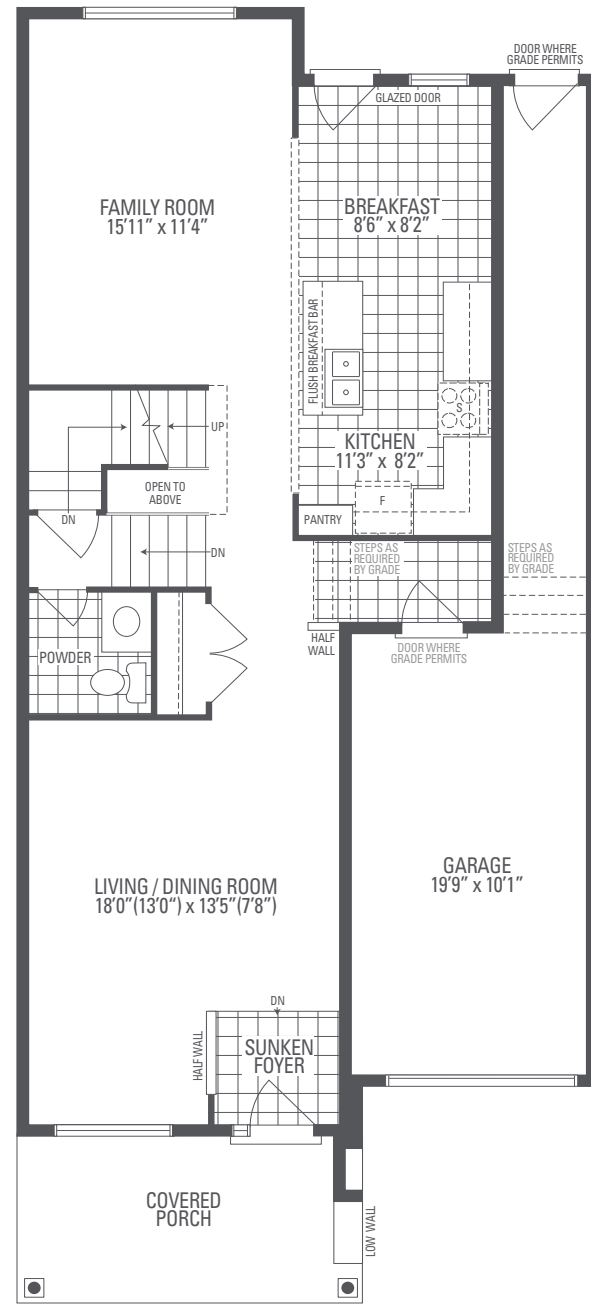 DOOR WHERE
GRADE PERMITS
GLAZED DOOR
FAMILY ROOM
15'11" x 11'4"
BREAKFAST
8'6" x 8'2"
FLUSH BREAKFAST BAR
S
UP
KITCHEN
11'3" x 8'2"
OPEN TO
ABOVE
F
DN
PANTRY
DN
STEPS AS
REQUIRED
BY GRADE
STEPS AS
REQUIRED
BY GRADE
HALF
WALL
DOOR WHERE
GRADE PERMITS
POWDER
GARAGE
19'9" x 10'1"
LIVING / DINING ROOM
18'0"(13'0") x 13'5"(7'8")
DN
HALF WALL
SUNKEN
FOYER
COVERED
PORCH
LOW WALL